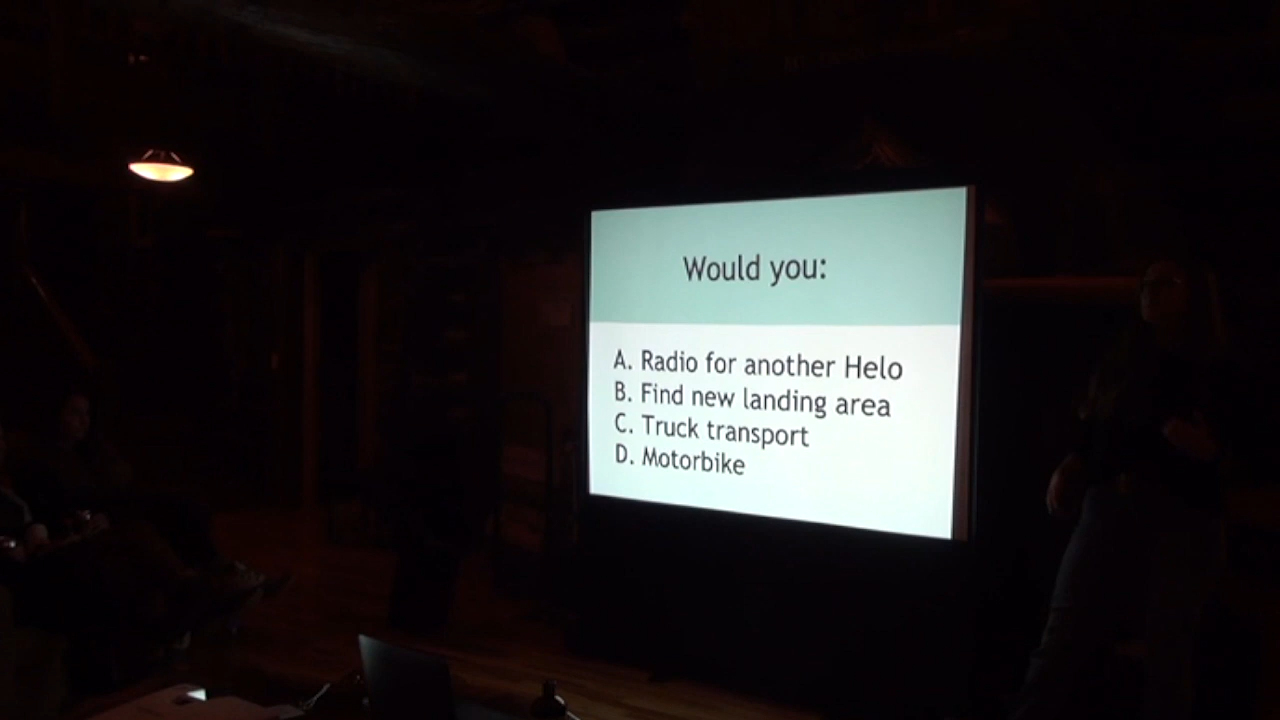 Would you:
A. Radio for another Helo
B. Find new landing area
C. Truck transport
D. Motorbike